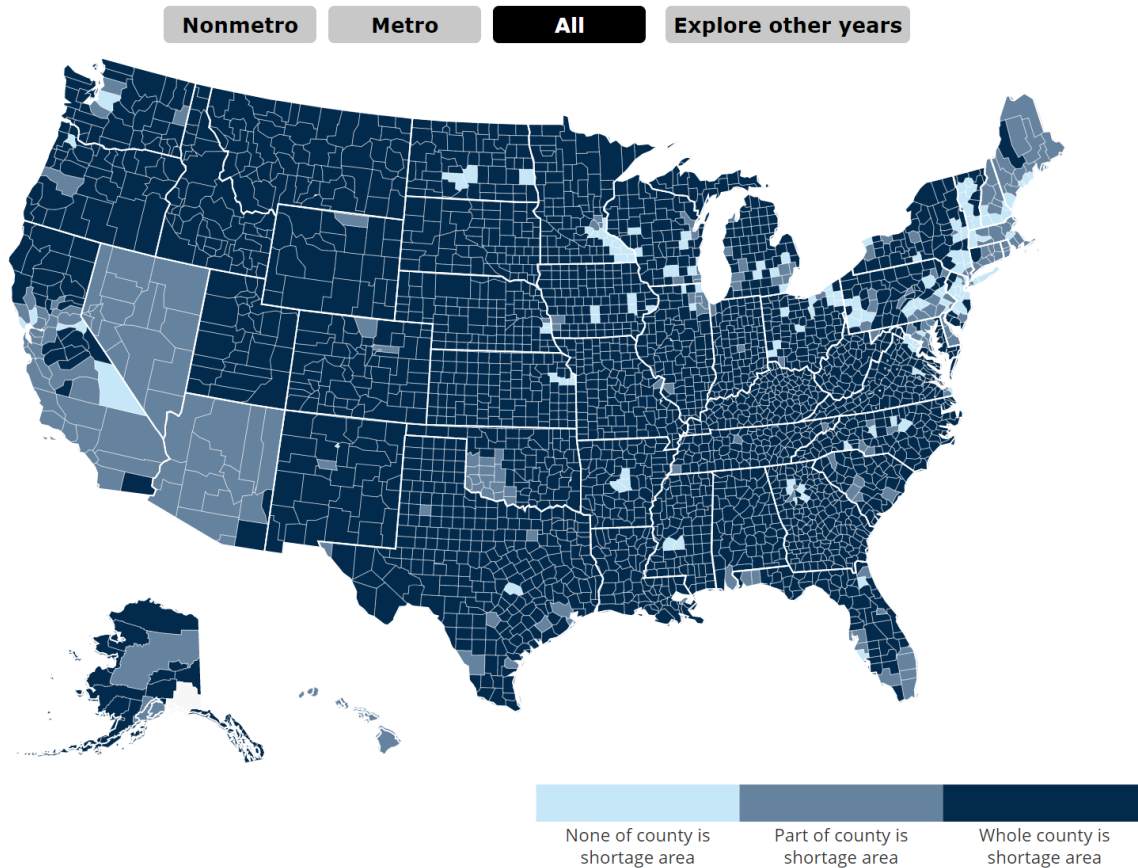 Nonmetro Metro All Explore other years
None of county is Part of county is Whole county is
shortage area shortage area shortage area